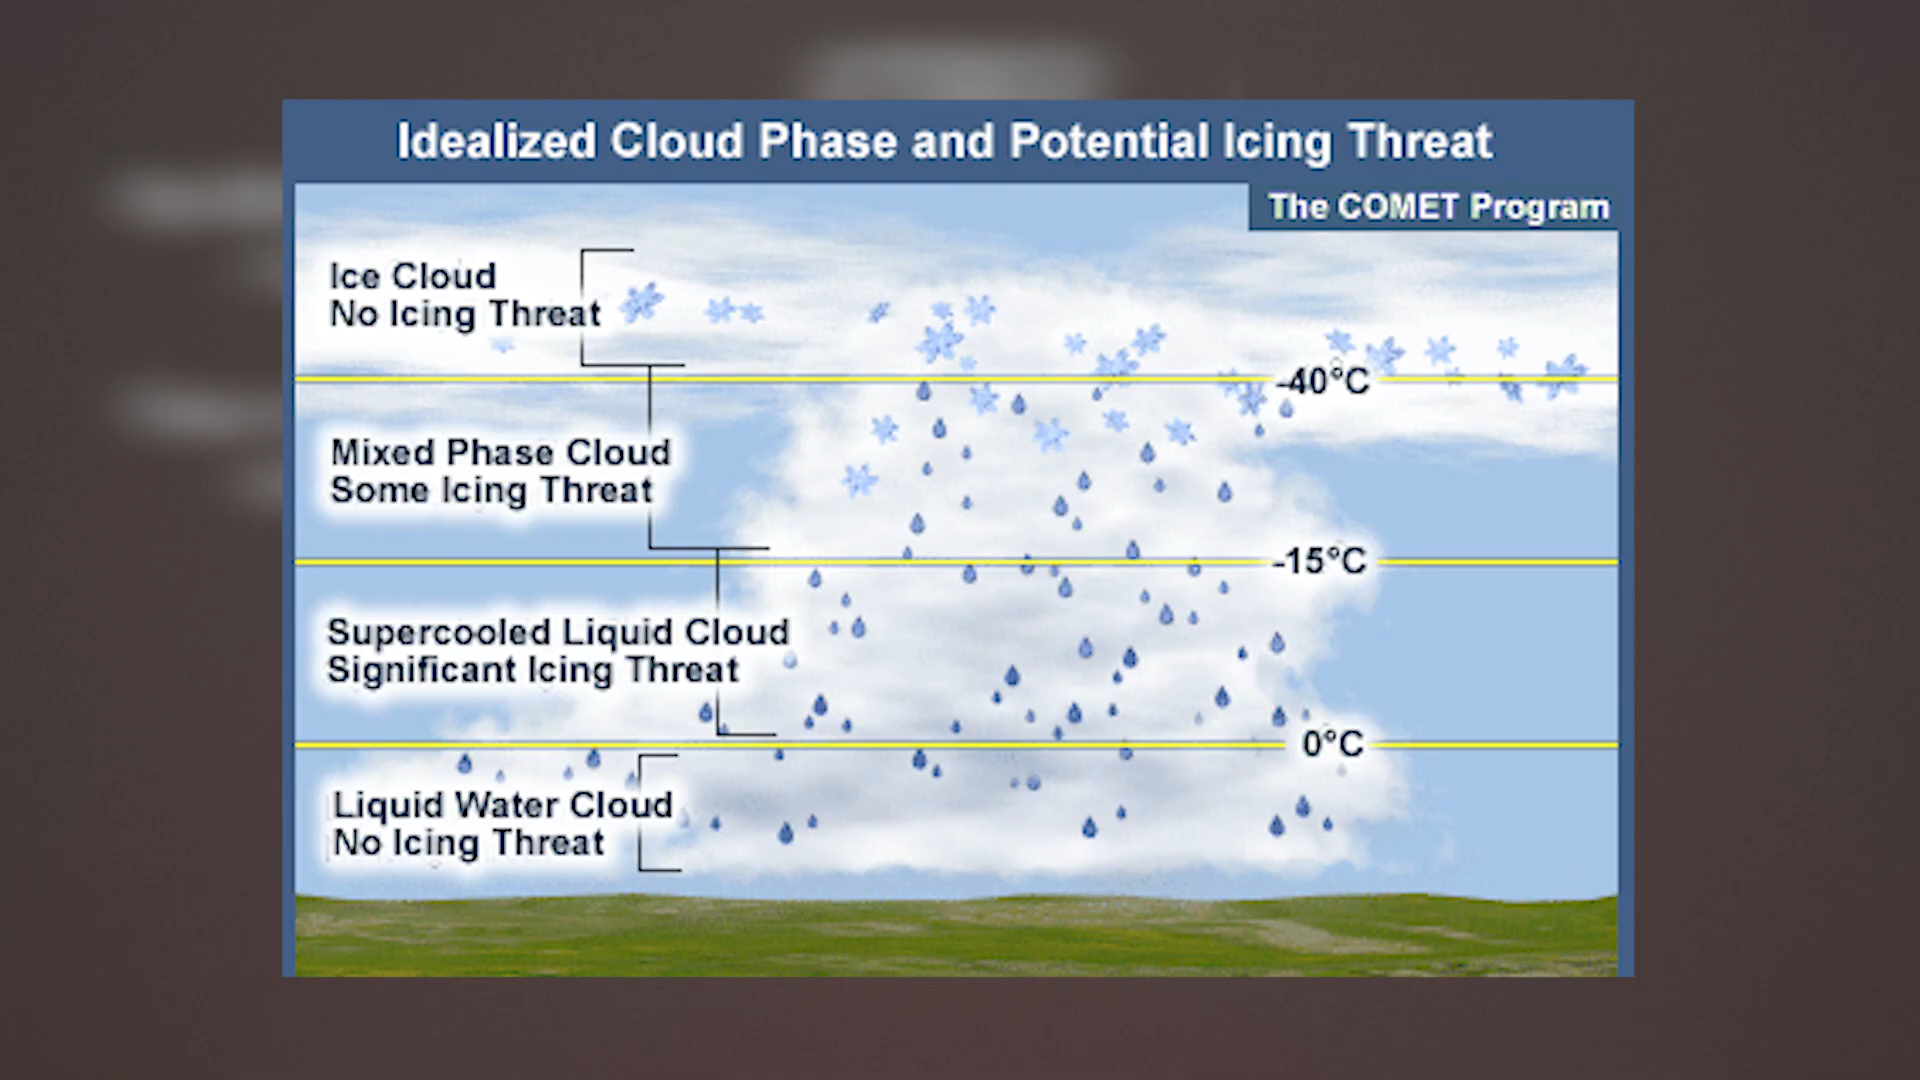 Idealized Cloud Phase and Potential Icing Threat
The COMET Program
Ice Cloud
No Icing Threat
-40°C
Mixed Phase Cloud
Some Icing Threat
-15°C
Supercooled Liquid Cloud
Significant Icing Threat
0°C
Liquid Water Cloud
No Icing Threat